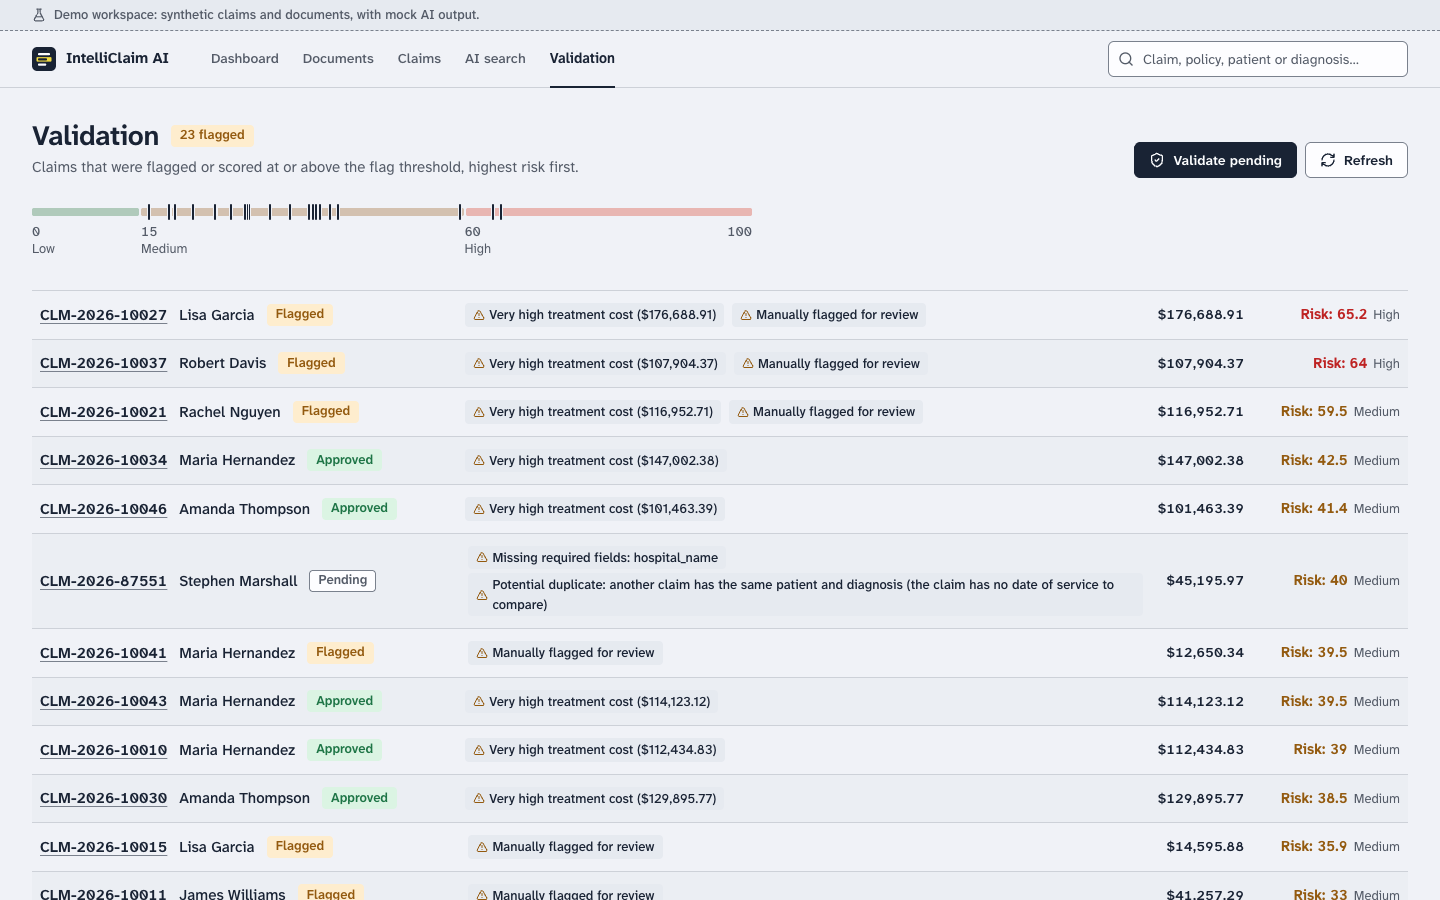 Demo workspace: synthetic claims and documents, with mock AI output.
IntelliClaim AI Dashboard Documents Claims AI search Validation Claim, policy, patient or diagnosis...
Validation 23 flagged
Claims that were flagged or scored at or above the flag threshold, highest risk first.
Validate pending Refresh
0 15 60 100
Low Medium High
CLM-2026-10027 Lisa Garcia Flagged Very high treatment cost ($176,688.91) Manually flagged for review $176,688.91 Risk: 65.2 High
CLM-2026-10037 Robert Davis Flagged Very high treatment cost ($107,904.37) Manually flagged for review $107,904.37 Risk: 64 High
CLM-2026-10021 Rachel Nguyen Flagged Very high treatment cost ($116,952.71) Manually flagged for review $116,952.71 Risk: 59.5 Medium
CLM-2026-10034 Maria Hernandez Approved Very high treatment cost ($147,002.38) $147,002.38 Risk: 42.5 Medium
CLM-2026-10046 Amanda Thompson Approved Very high treatment cost ($101,463.39) $101,463.39 Risk: 41.4 Medium
CLM-2026-87551 Stephen Marshall Pending Missing required fields: hospital_name
Potential duplicate: another claim has the same patient and diagnosis (the claim has no date of service to
compare) $45,195.97 Risk: 40 Medium
CLM-2026-10041 Maria Hernandez Flagged Manually flagged for review $12,650.34 Risk: 39.5 Medium
CLM-2026-10043 Maria Hernandez Approved Very high treatment cost ($114,123.12) $114,123.12 Risk: 39.5 Medium
CLM-2026-10010 Maria Hernandez Approved Very high treatment cost ($112,434.83) $112,434.83 Risk: 39 Medium
CLM-2026-10030 Amanda Thompson Approved Very high treatment cost ($129,895.77) $129,895.77 Risk: 38.5 Medium
CLM-2026-10015 Lisa Garcia Flagged Manually flagged for review $14,595.88 Risk: 35.9 Medium
CLM-2026-10011 James Williams Flagged Manually flagged for review $41,257.29 Risk: 33 Medium